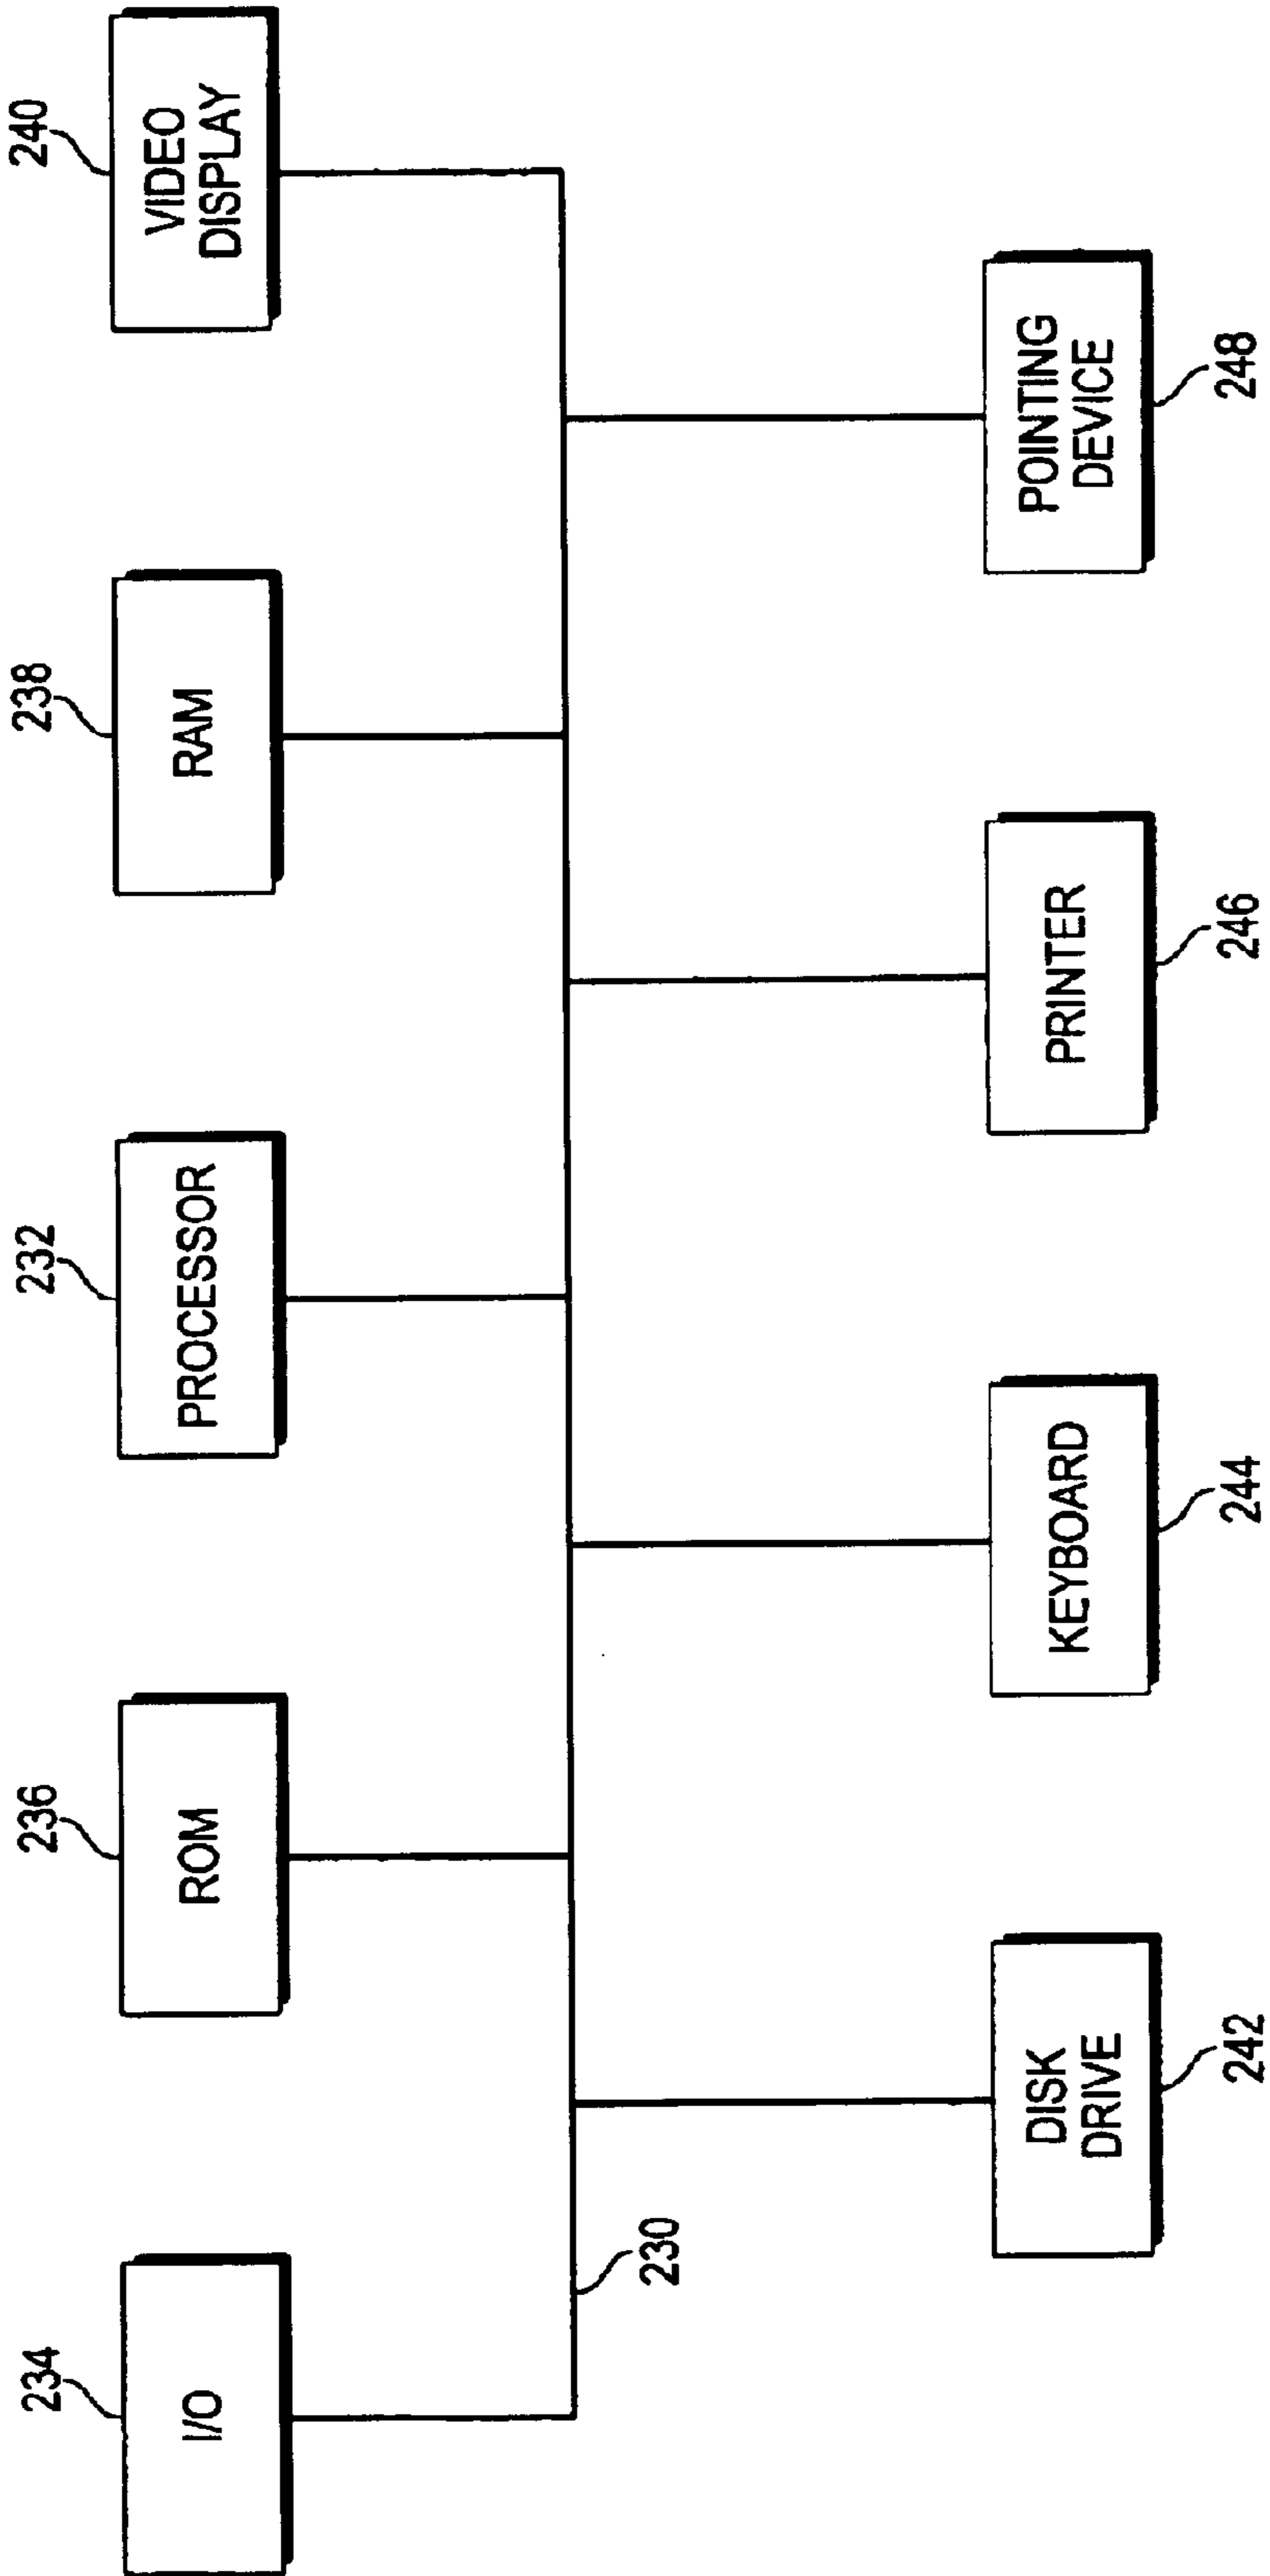 234
236
232
238
240
I/O
ROM
PROCESSOR
RAM
VIDEO
DISPLAY
230
DISK
DRIVE
KEYBOARD
PRINTER
POINTING
DEVICE
242
244
246
248